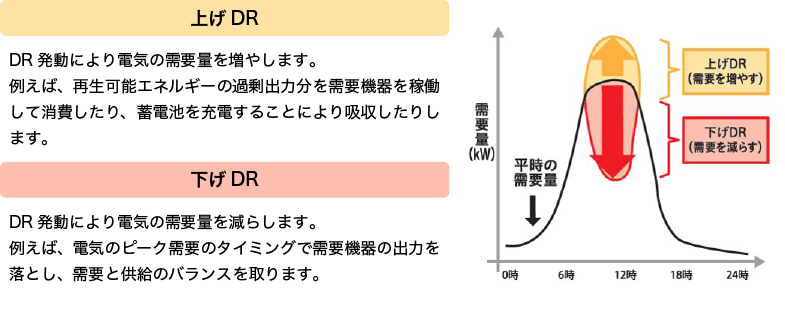 上げ DR
DR 発動により電気の需要量を増やします。
例えば、再生可能エネルギーの過剰出力分を需要機器を稼働
して消費したり、蓄電池を充電することにより吸収したりし
ます。
下げ DR
DR 発動により電気の需要量を減らします。
例えば、電気のピーク需要のタイミングで需要機器の出力を
落とし、需要と供給のバランスを取ります。
需要量
(kW)
平時の
需要量
上げDR
(需要を増やす)
下げDR
(需要を減らす)
0時 6時 12時 18時 24時